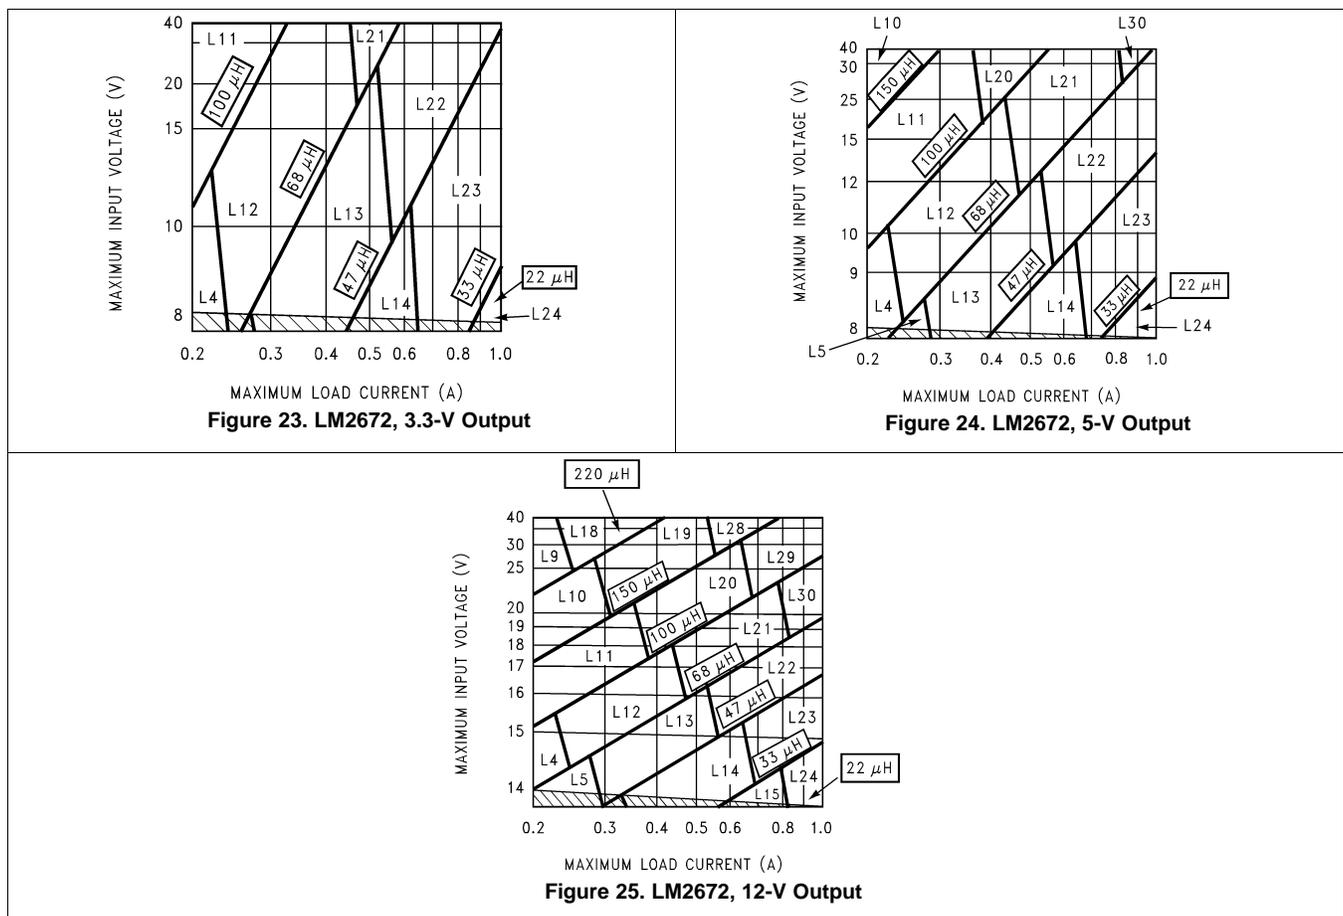 L10
L30
40
20
15
10
8
MAXIMUM INPUT VOLTAGE (V)
L11
L21
100 μH
L22
68 μH
L23
L12
L13
47 μH
33 μH
22 μH
L4
L14
L24
0.2 0.3 0.4 0.5 0.6 0.8 1.0
MAXIMUM LOAD CURRENT (A)
Figure 23. LM2672, 3.3-V Output
40
30
25
15
12
10
9
8
MAXIMUM INPUT VOLTAGE (V)
150 μH
L20
L21
L11
100 μH
L22
L12
68 μH
L23
47 μH
L4
L13
L14
33 μH
22 μH
L24
L5
0.2 0.3 0.4 0.5 0.6 0.8 1.0
MAXIMUM LOAD CURRENT (A)
Figure 24. LM2672, 5-V Output
220 μH
40
30
25
20
19
18
17
16
15
14
MAXIMUM INPUT VOLTAGE (V)
L18
L19
L28
L9
L29
L10
150 μH
L20
L30
100 μH
L21
L11
68 μH
L22
L12
L13
47 μH
L23
L4
33 μH
L5
L14
L24
22 μH
L15
0.2 0.3 0.4 0.5 0.6 0.8 1.0
MAXIMUM LOAD CURRENT (A)
Figure 25. LM2672, 12-V Output